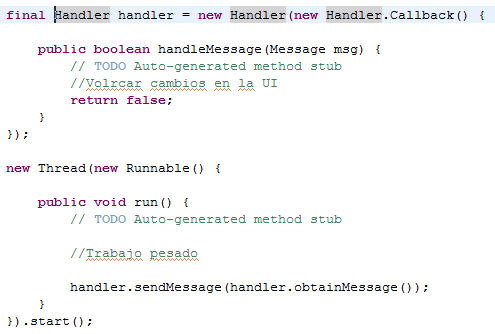 final Handler handler = new Handler(new Handler.Callback() {
public boolean handleMessage(Message msg) {
// TODO Auto-generated method stub
//Volrcar cambios en la UI
return false;
}
});
new Thread(new Runnable() {
public void run() {
// TODO Auto-generated method stub
//Trabajo pesado
handler.sendMessage(handler.obtainMessage());
}
}).start();